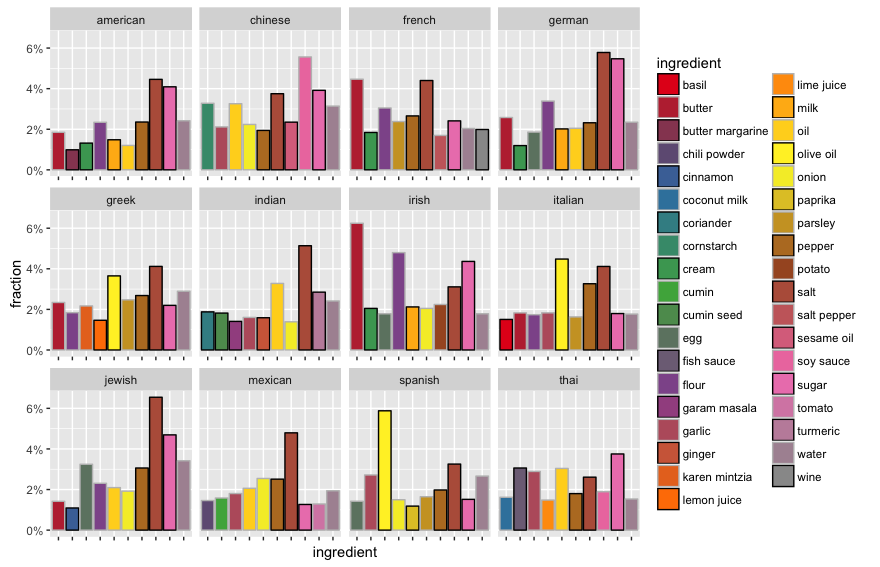 american
chinese
french
german
6%
4%
2%
0%
greek
indian
irish
italian
6%
4%
2%
0%
jewish
mexican
spanish
thai
6%
4%
2%
0%
fraction
ingredient
ingredient
basil
butter
butter margarine
chili powder
cinnamon
coconut milk
coriander
cornstarch
cream
cumin
cumin seed
egg
fish sauce
flour
garam masala
garlic
ginger
karen mintzia
lemon juice
lime juice
milk
oil
olive oil
onion
paprika
parsley
pepper
potato
salt
salt pepper
sesame oil
soy sauce
sugar
tomato
turmeric
water
wine